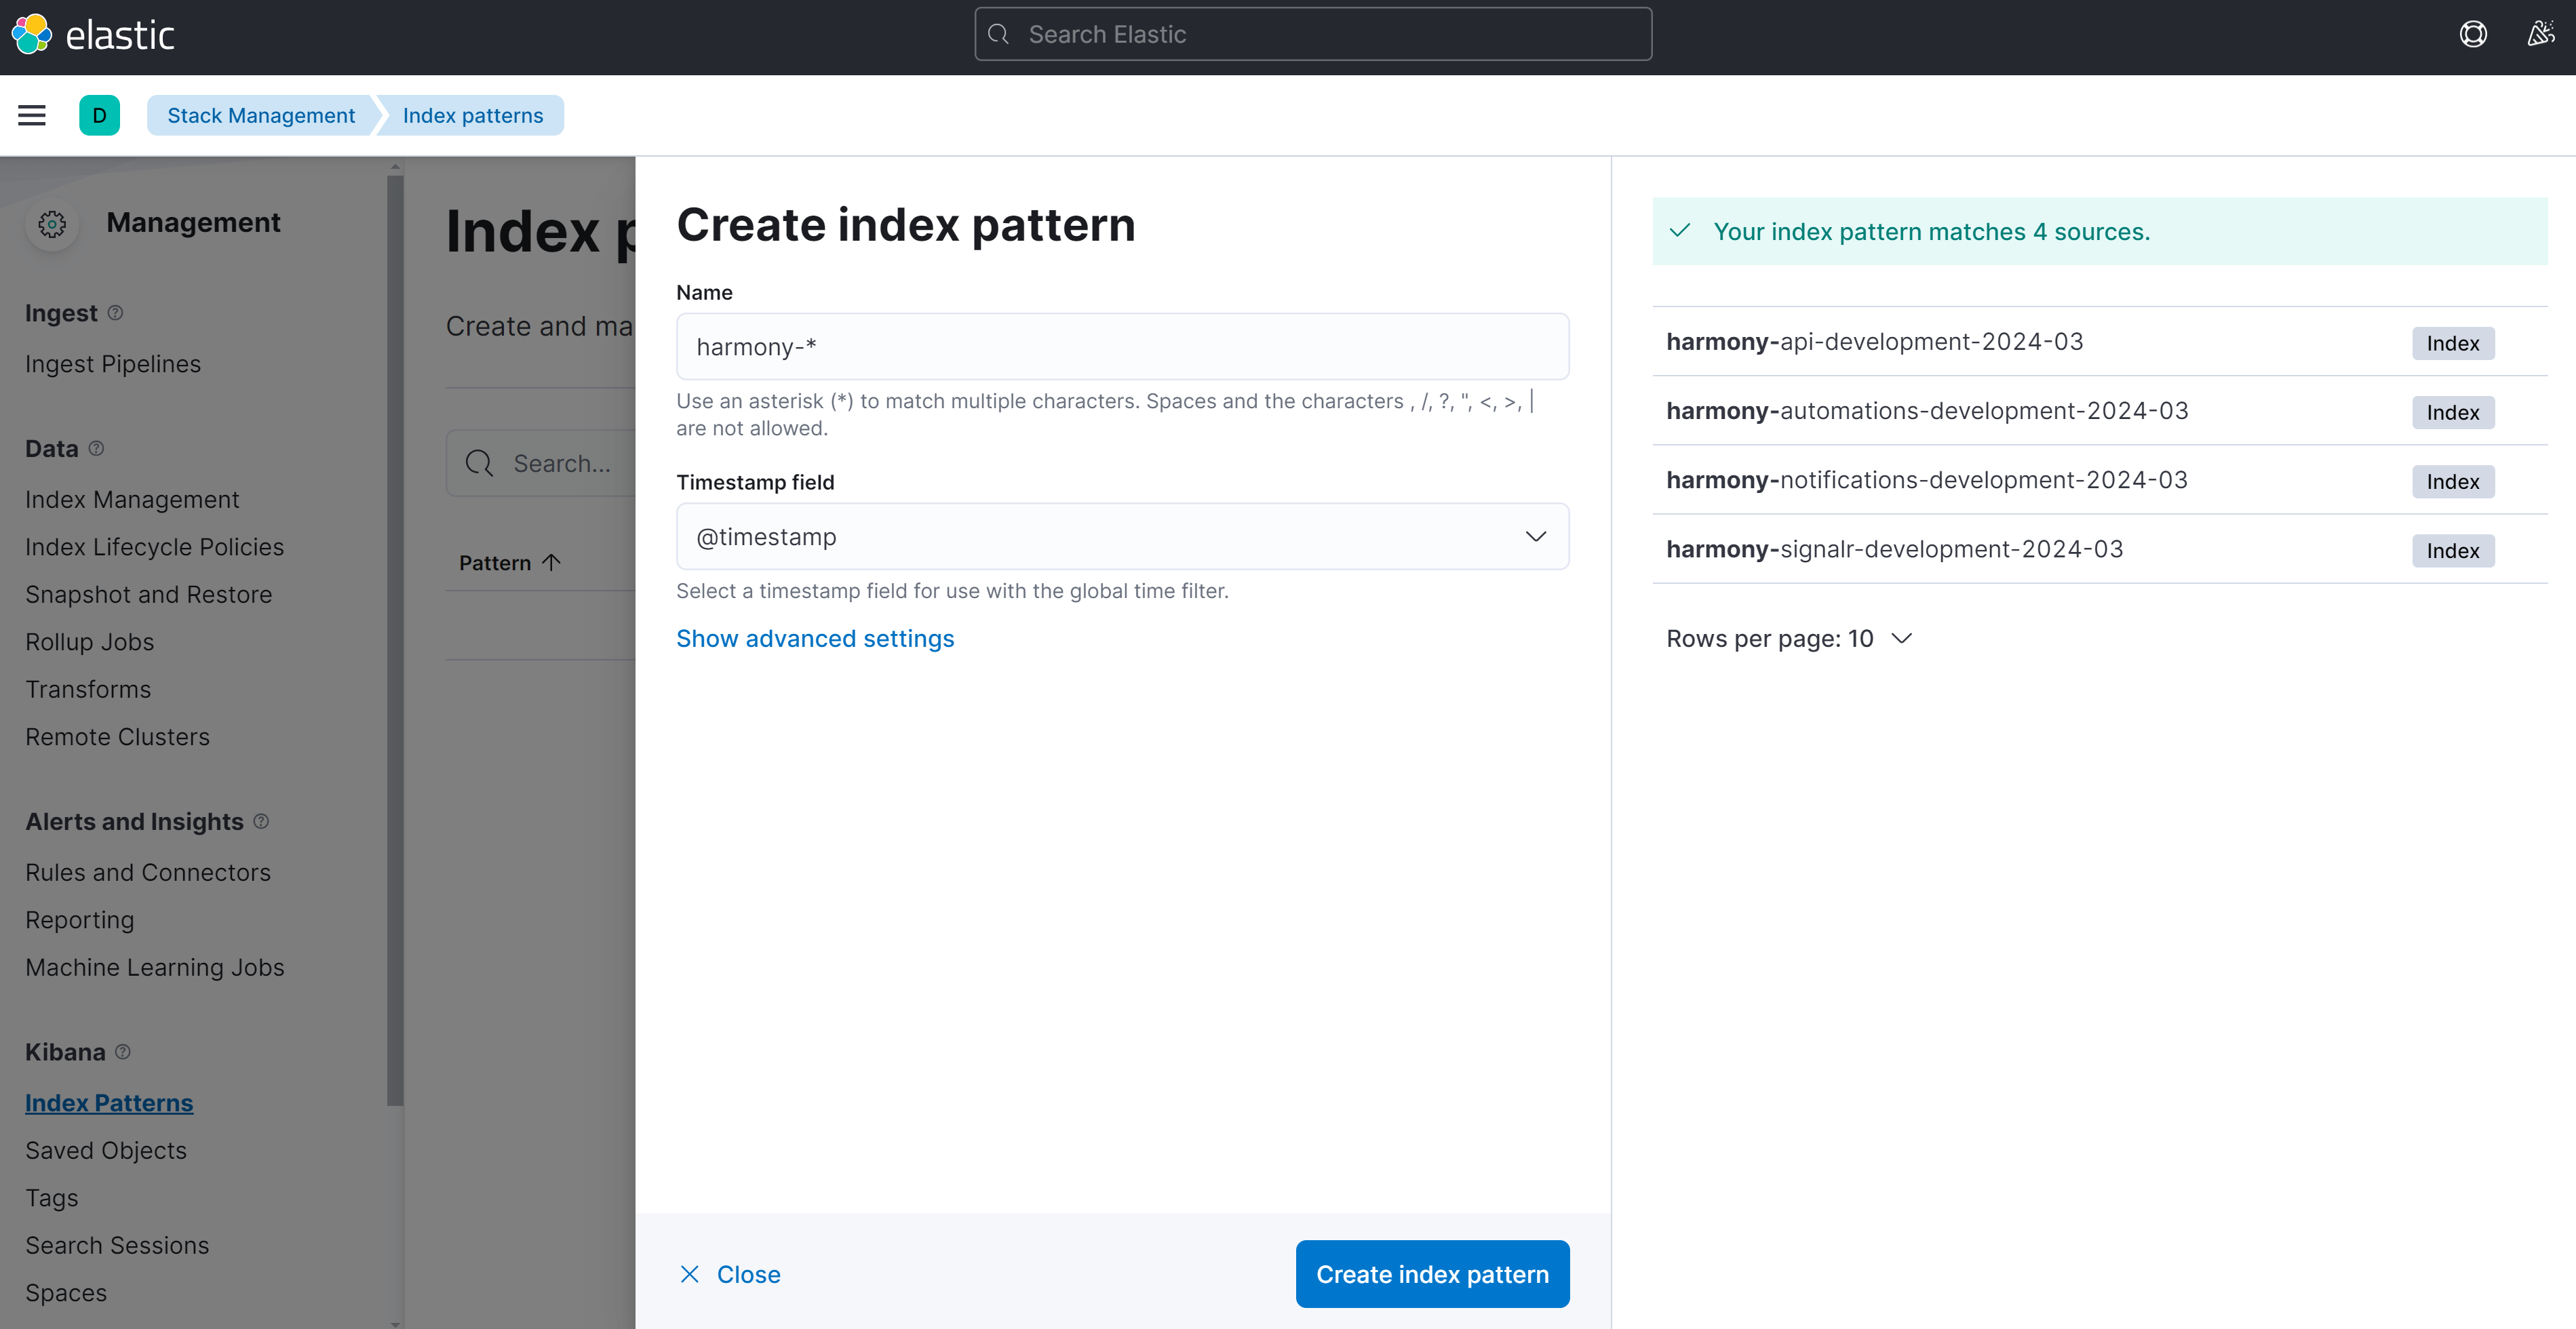 elastic
Search Elastic
D
Stack Management
Index patterns
Management
Ingest
Ingest Pipelines
Data
Index Management
Index Lifecycle Policies
Snapshot and Restore
Rollup Jobs
Transforms
Remote Clusters
Alerts and Insights
Rules and Connectors
Reporting
Machine Learning Jobs
Kibana
Index Patterns
Saved Objects
Tags
Search Sessions
Spaces
Index p
Create and ma
Search...
Pattern
Create index pattern
Name
harmony-*
Use an asterisk (*) to match multiple characters. Spaces and the characters , /, ?, ", <, >, |
are not allowed.
Timestamp field
@timestamp
Select a timestamp field for use with the global time filter.
Show advanced settings
Close
Create index pattern
Your index pattern matches 4 sources.
harmony-api-development-2024-03 Index
harmony-automations-development-2024-03 Index
harmony-notifications-development-2024-03 Index
harmony-signalr-development-2024-03 Index
Rows per page: 10